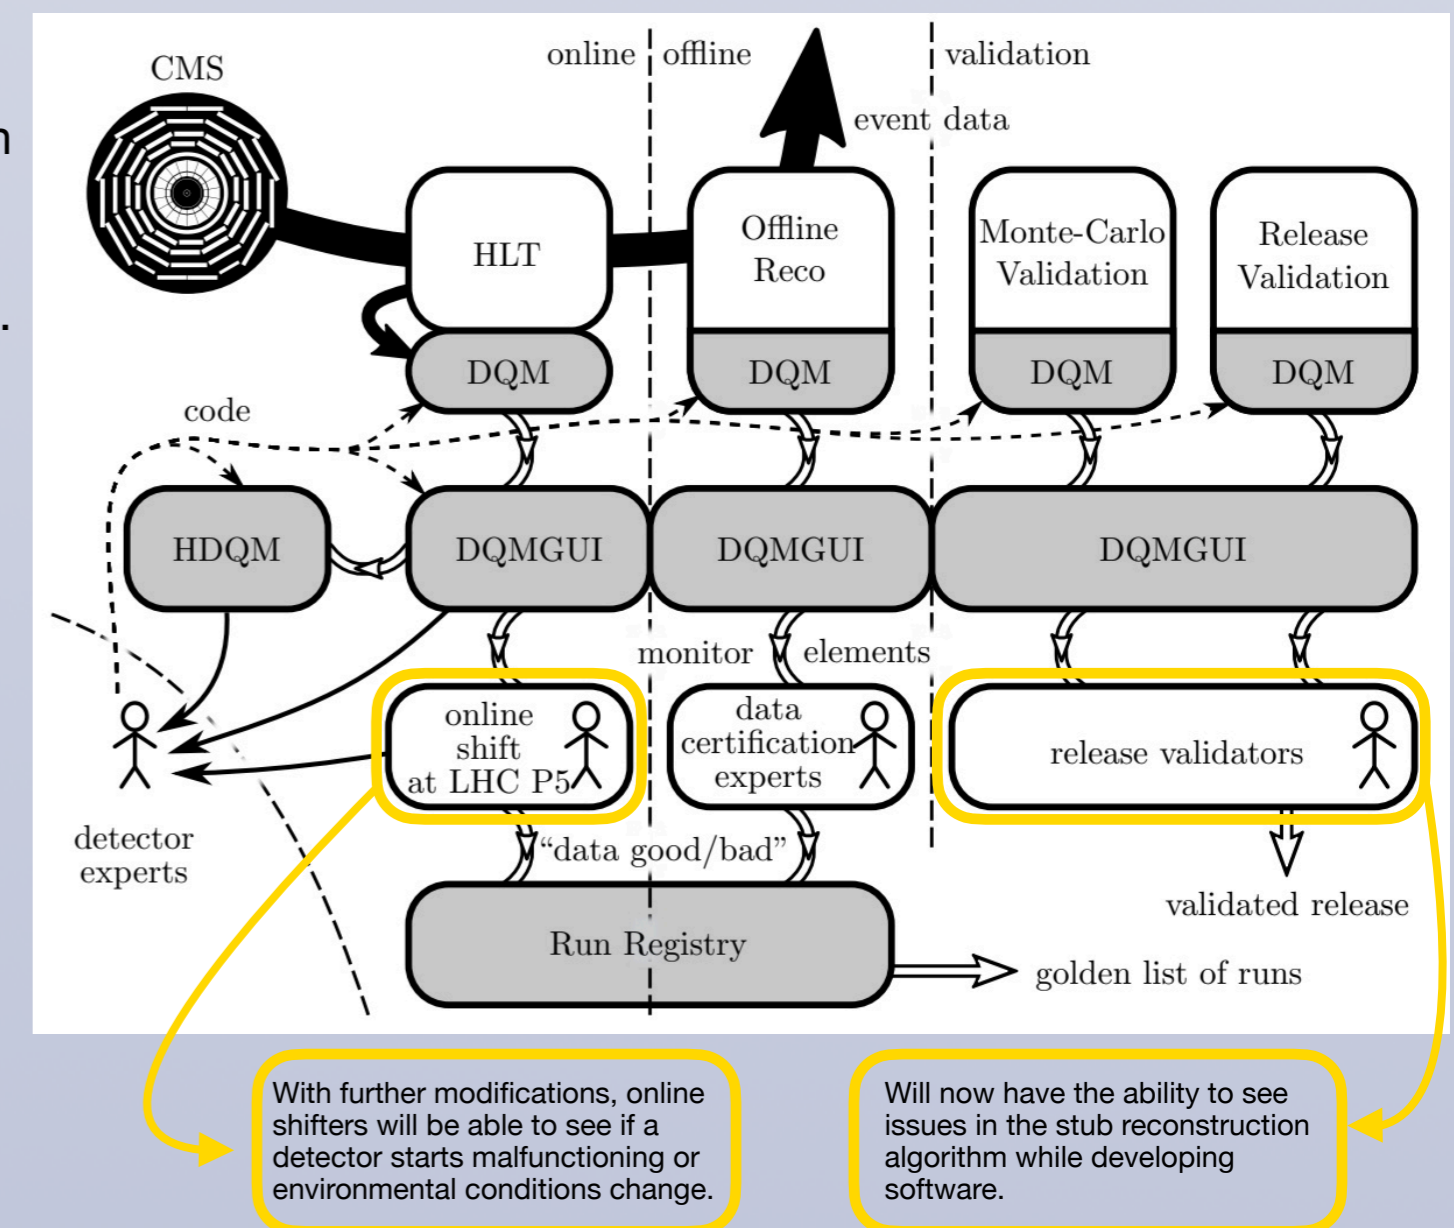 online
offline
validation
CMS
event data
n
.
HLT
Offline
Reco
Monte-Carlo
Validation
Release
Validation
DQM
DQM
DQM
DQM
code
HDQM
DQMGUI
DQMGUI
DQMGUI
monitor
elements
online
shift
at LHC P5
data
certification
experts
release validators
detector
experts
“data good/bad”
validated release
Run Registry
golden list of runs
With further modifications, online
shifters will be able to see if a
detector starts malfunctioning or
environmental conditions change.
Will now have the ability to see
issues in the stub reconstruction
algorithm while developing
software.